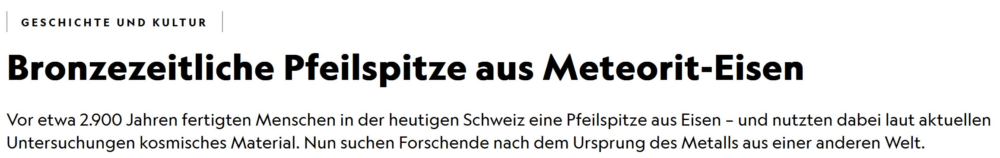 GESCHICHTE UND KULTUR
Bronzezeitliche Pfeilspitze aus Meteorit-Eisen
Vor etwa 2.900 Jahren fertigten Menschen in der heutigen Schweiz eine Pfeilspitze aus Eisen – und nutzten dabei laut aktuellen
Untersuchungen kosmisches Material. Nun suchen Forschende nach dem Ursprung des Metalls aus einer anderen Welt.